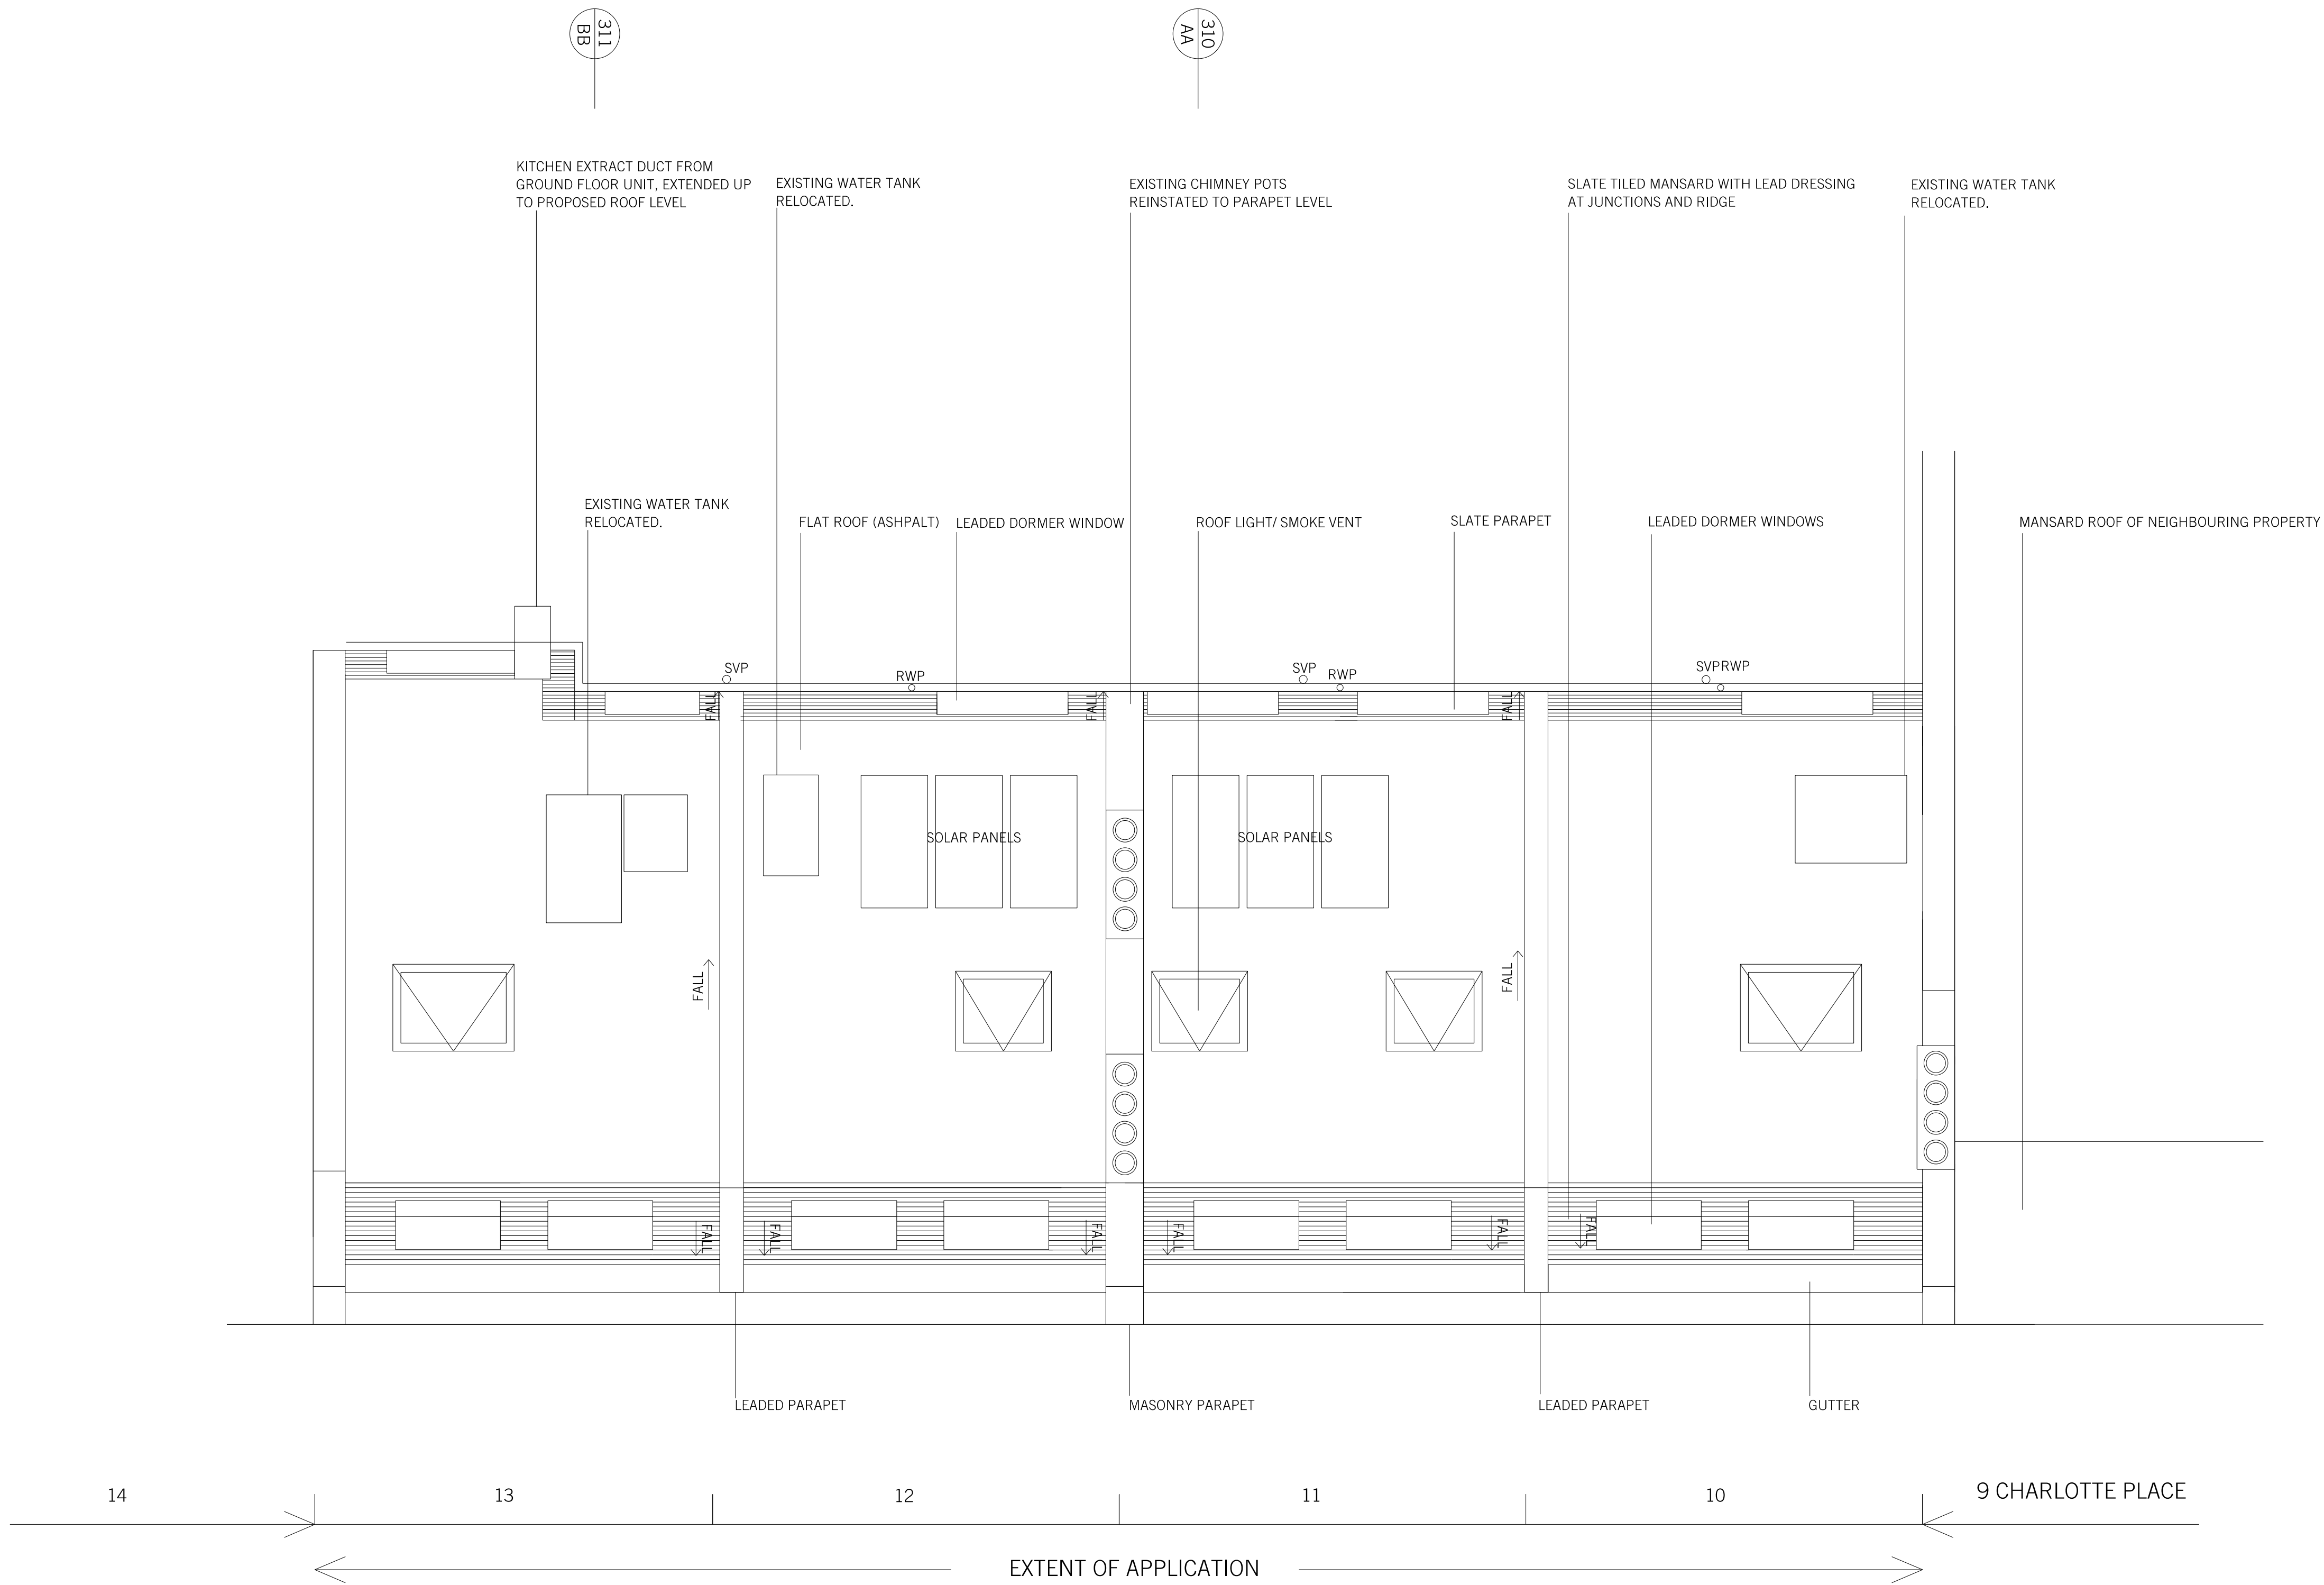 311
BB
310
AA
KITCHEN EXTRACT DUCT FROM
GROUND FLOOR UNIT, EXTENDED UP
TO PROPOSED ROOF LEVEL
EXISTING WATER TANK
RELOCATED.
EXISTING CHIMNEY POTS
REINSTATED TO PARAPET LEVEL
SLATE TILED MANSARD WITH LEAD DRESSING
AT JUNCTIONS AND RIDGE
EXISTING WATER TANK
RELOCATED.
EXISTING WATER TANK
RELOCATED.
FLAT ROOF (ASHPALT)
LEADED DORMER WINDOW
ROOF LIGHT/ SMOKE VENT
SLATE PARAPET
LEADED DORMER WINDOWS
MANSARD ROOF OF NEIGHBOURING PROPERTY
SVP
RWP
SVP
RWP
SVP
RWP
FALL
FALL
FALL
SOLAR PANELS
SOLAR PANELS
FALL
FALL
FALL
FALL
FALL
FALL
FALL
FALL
LEADED PARAPET
MASONRY PARAPET
LEADED PARAPET
GUTTER
14
13
12
11
10
9 CHARLOTTE PLACE
EXTENT OF APPLICATION